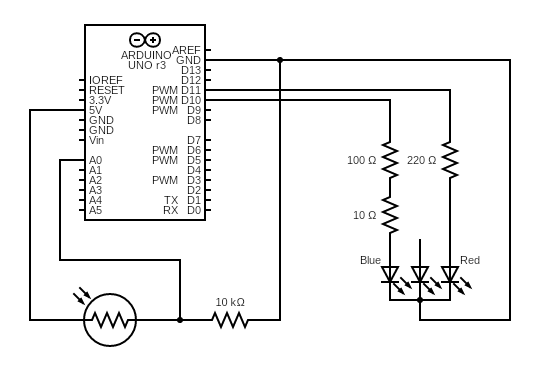 AREF
ARDUINO GND
UNO r3 D13
IOREF D12
RESET PWM D11
3.3V PWM D10
5V PWM D9
GND D8
GND
Vin D7
PWM D6
A0 PWM D5
A1 D4
A2 PWM D3
A3 D2
A4 TX D1
A5 RX D0
100 Ω 220 Ω
10 Ω
Blue Red
10 kΩ